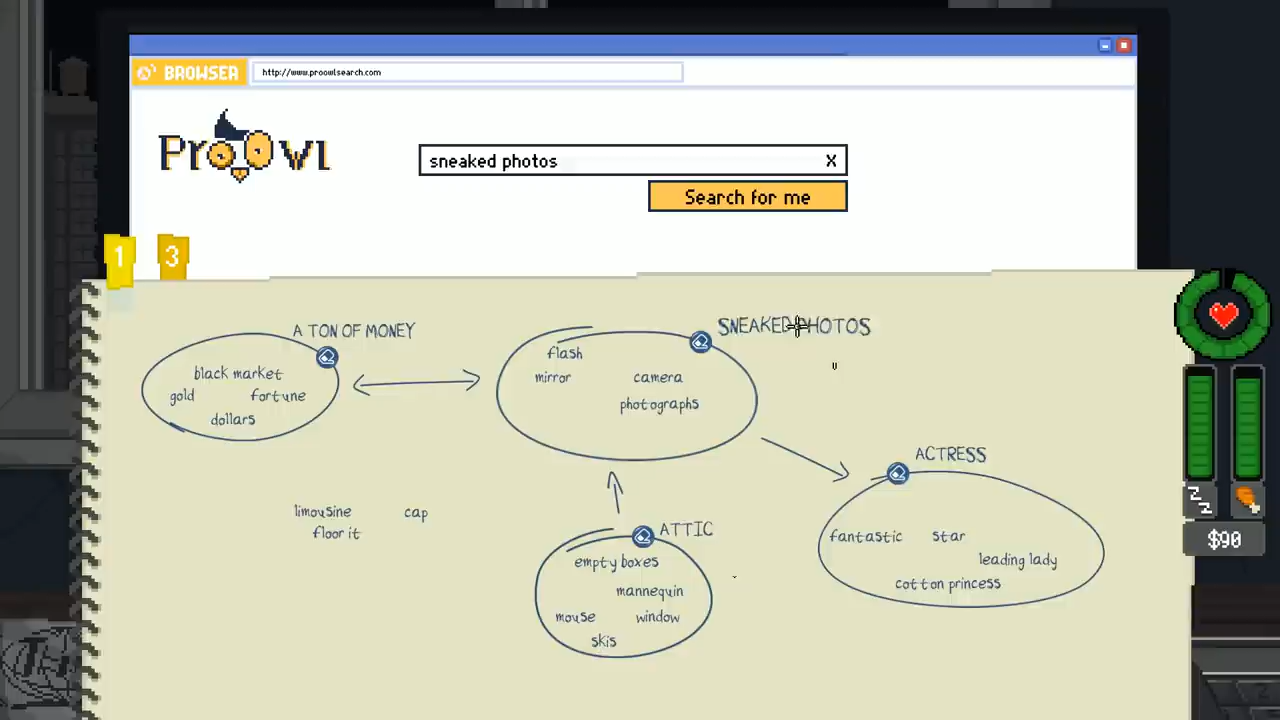 BROWSER
http://www.proowlsearch.com
PrOOwl
sneaked photos X
Search for me
1 3
A TON OF MONEY
black market
gold fortune
dollars
SNEAKED PHOTOS
flash
mirror camera
photographs
limousine cap
floor it
ATTIC
empty boxes
mannequin
mouse window
skis
ACTRESS
fantastic star
leading lady
cotton princess
$90